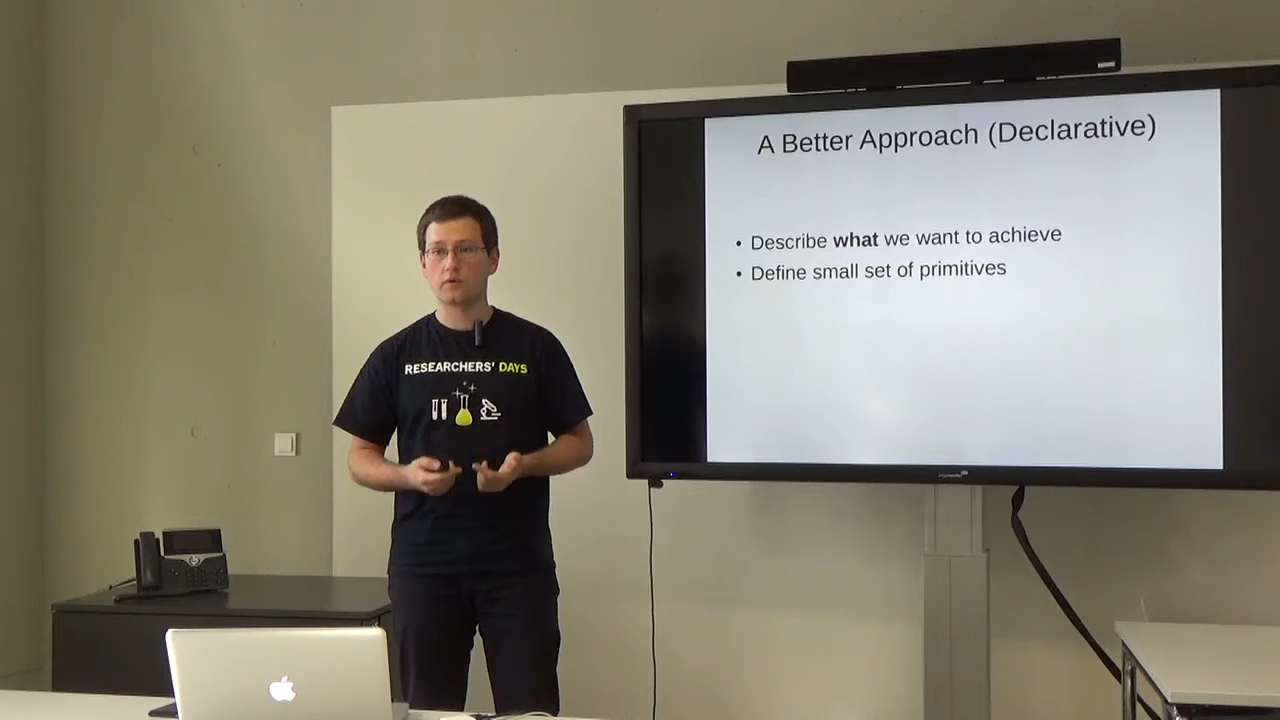 A Better Approach (Declarative)
• Describe what we want to achieve
• Define small set of primitives
RESEARCHERS' DAYS